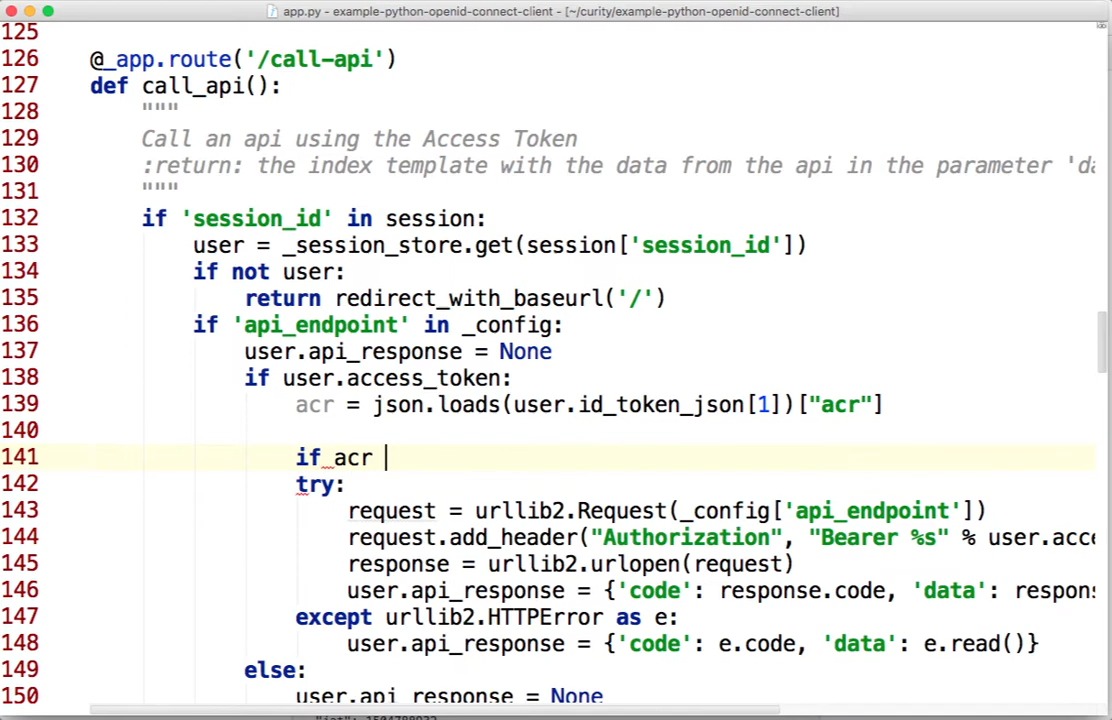 app.py - example-python-openid-connect-client - [~/curity/example-python-openid-connect-client]
125
126 @_app.route('/call-api')
127 def call_api():
128 """
129 Call an api using the Access Token
130 :return: the index template with the data from the api in the parameter 'da
131 """
132 if 'session_id' in session:
133 user = _session_store.get(session['session_id'])
134 if not user:
135 return redirect_with_baseurl('/')
136 if 'api_endpoint' in _config:
137 user.api_response = None
138 if user.access_token:
139 acr = json.loads(user.id_token_json[1])["acr"]
140
141 if acr
142 try:
143 request = urllib2.Request(_config['api_endpoint'])
144 request.add_header("Authorization", "Bearer %s" % user.acce
145 response = urllib2.urlopen(request)
146 user.api_response = {'code': response.code, 'data': respons
147 except urllib2.HTTPError as e:
148 user.api_response = {'code': e.code, 'data': e.read()}
149 else:
150 user.api_response = None